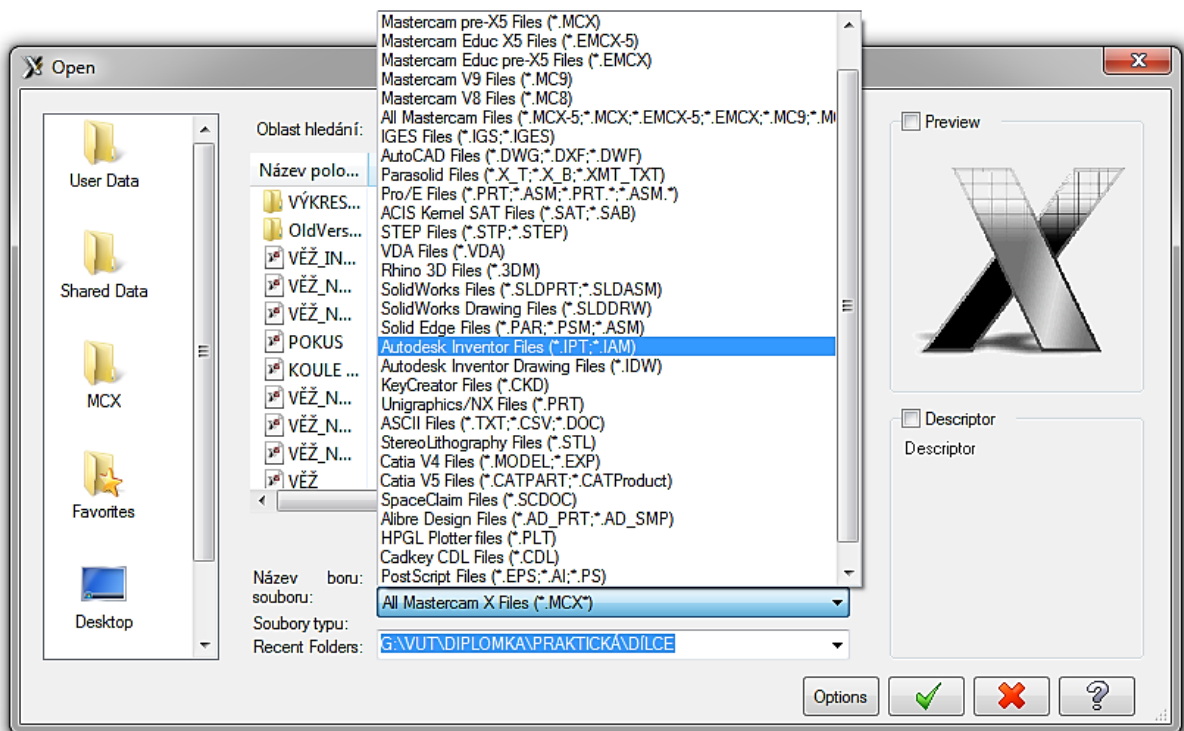 Open
User Data
Shared Data
MCX
Favorites
Desktop
Oblast hledání:
Název polo...
VÝKRES...
OldVers...
VĚŽ_IN...
VĚŽ_N...
VĚŽ_N...
POKUS
KOULE ...
VĚŽ_N...
VĚŽ_N...
VĚŽ_N...
VĚŽ
Mastercam pre-X5 Files (*.MCX)
Mastercam Educ X5 Files (*.EMCX-5)
Mastercam Educ pre-X5 Files (*.EMCX)
Mastercam V9 Files (*.MC9)
Mastercam V8 Files (*.MC8)
All Mastercam Files (*.MCX-5;*.MCX;*.EMCX-5;*.EMCX;*.MC9;*.M
IGES Files (*.IGS;*.IGES)
AutoCAD Files (*.DWG;*.DXF;*.DWF)
Parasolid Files (*.X_T;*.X_B;*.XMT_TXT)
Pro/E Files (*.PRT;*.ASM;*.PRT.*;*.ASM.*)
ACIS Kernel SAT Files (*.SAT;*.SAB)
STEP Files (*.STP;*.STEP)
VDA Files (*.VDA)
Rhino 3D Files (*.3DM)
SolidWorks Files (*.SLDPRT;*.SLDASM)
SolidWorks Drawing Files (*.SLDDRW)
Solid Edge Files (*.PAR;*.PSM;*.ASM)
Autodesk Inventor Files (*.IPT;*.IAM)
Autodesk Inventor Drawing Files (*.IDW)
KeyCreator Files (*.CKD)
Unigraphics/NX Files (*.PRT)
ASCII Files (*.TXT;*.CSV;*.DOC)
StereoLithography Files (*.STL)
Catia V4 Files (*.MODEL;*.EXP)
Catia V5 Files (*.CATPART;*.CATProduct)
SpaceClaim Files (*.SCDOC)
Alibre Design Files (*.AD_PRT;*.AD_SMP)
HPGL Plotter files (*.PLT)
Cadkey CDL Files (*.CDL)
PostScript Files (*.EPS;*.AI;*.PS)
Název boru:
souboru:
All Mastercam X Files (*.MCX*)
Soubory typu:
Recent Folders: G:\VUT\DIPLOMKA\PRAKTICKÁ\DÍLCE
Preview
Descriptor
Descriptor
Options